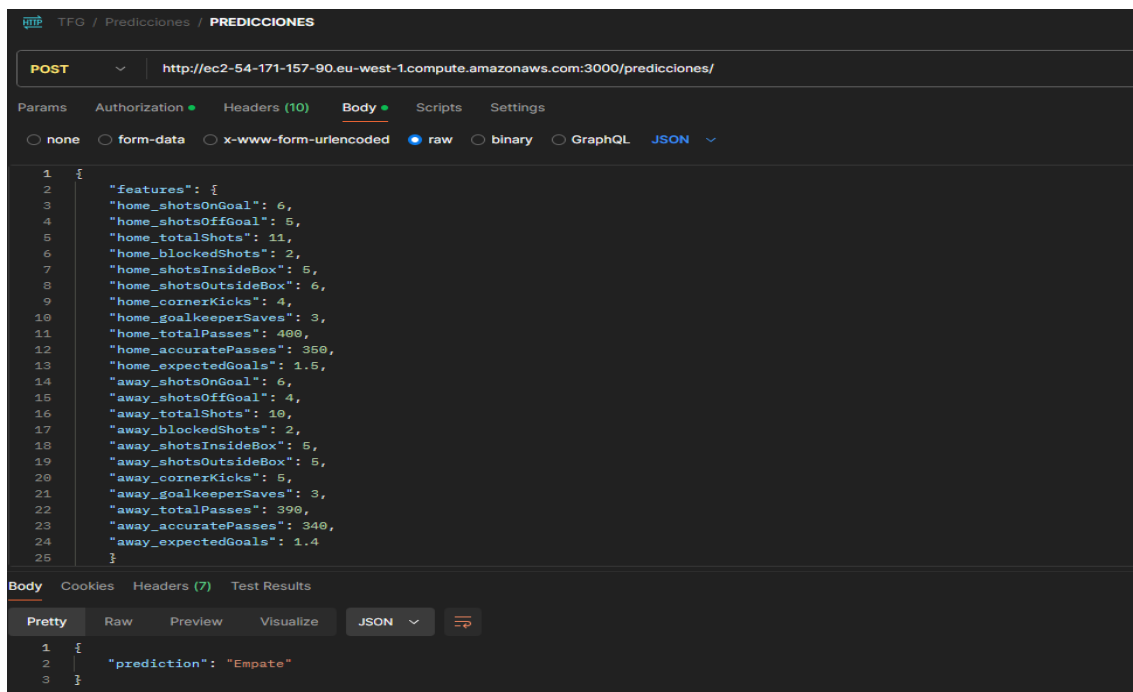 HTTP TFG / Predicciones / PREDICCIONES
POST http://ec2-54-171-157-90.eu-west-1.compute.amazonaws.com:3000/predicciones/
Params Authorization Headers (10) Body Scripts Settings
none form-data x-www-form-urlencoded raw binary GraphQL JSON
1 {
2 "features": {
3 "home_shotsOnGoal": 6,
4 "home_shotsOffGoal": 5,
5 "home_totalShots": 11,
6 "home_blockedShots": 2,
7 "home_shotsInsideBox": 5,
8 "home_shotsOutsideBox": 6,
9 "home_cornerKicks": 4,
10 "home_goalkeeperSaves": 3,
11 "home_totalPasses": 400,
12 "home_accuratePasses": 350,
13 "home_expectedGoals": 1.5,
14 "away_shotsOnGoal": 6,
15 "away_shotsOffGoal": 4,
16 "away_totalShots": 10,
17 "away_blockedShots": 2,
18 "away_shotsInsideBox": 5,
19 "away_shotsOutsideBox": 5,
20 "away_cornerKicks": 5,
21 "away_goalkeeperSaves": 3,
22 "away_totalPasses": 390,
23 "away_accuratePasses": 340,
24 "away_expectedGoals": 1.4
25 }
Body Cookies Headers (7) Test Results
Pretty Raw Preview Visualize JSON
1 {
2 "prediction": "Empate"
3 }